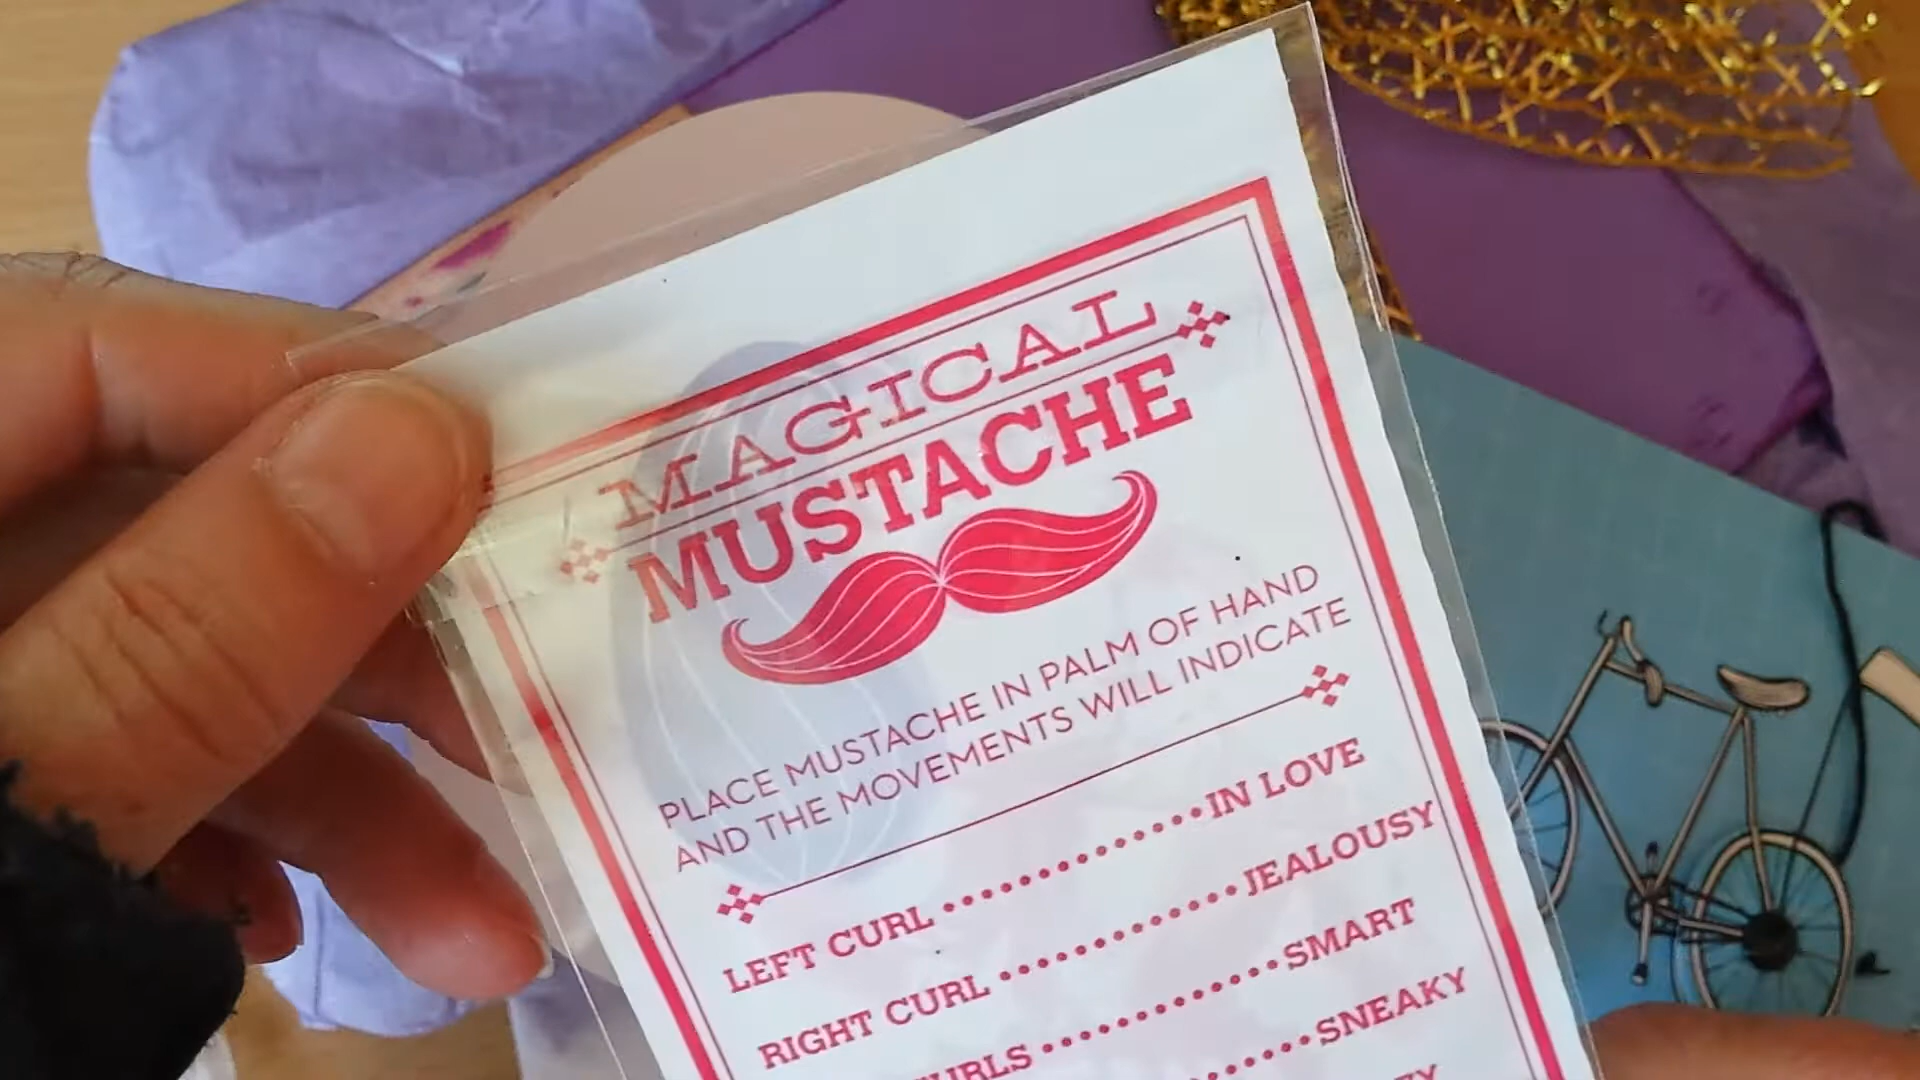 MAGICAL
MUSTACHE
PLACE MUSTACHE IN PALM OF HAND
AND THE MOVEMENTS WILL INDICATE
LEFT CURL ............... IN LOVE
RIGHT CURL ............... JEALOUSY
............... SMART
............... SNEAKY